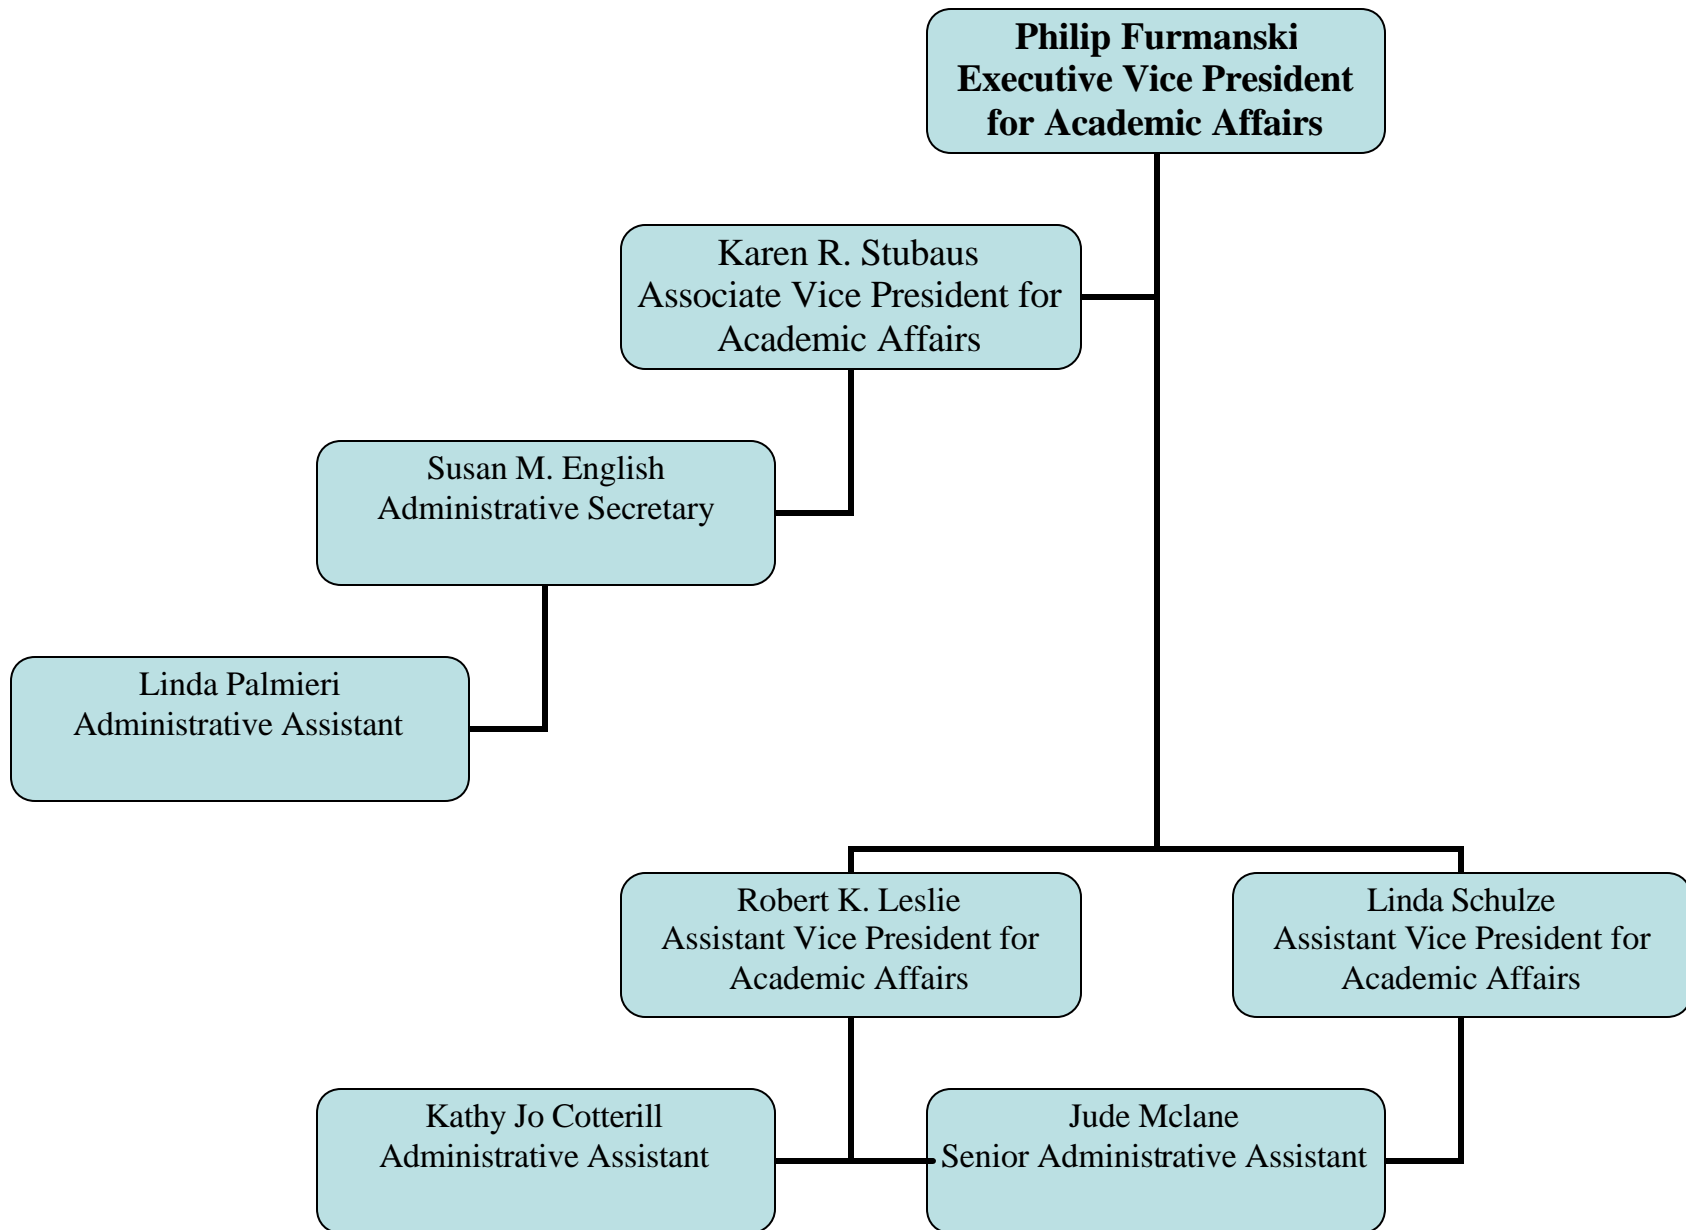 Philip Furmanski
Executive Vice President
for Academic Affairs
Karen R. Stubaus
Associate Vice President for
Academic Affairs
Susan M. English
Administrative Secretary
Linda Palmieri
Administrative Assistant
Robert K. Leslie
Assistant Vice President for
Academic Affairs
Linda Schulze
Assistant Vice President for
Academic Affairs
Kathy Jo Cotterill
Administrative Assistant
Jude Mclane
Senior Administrative Assistant